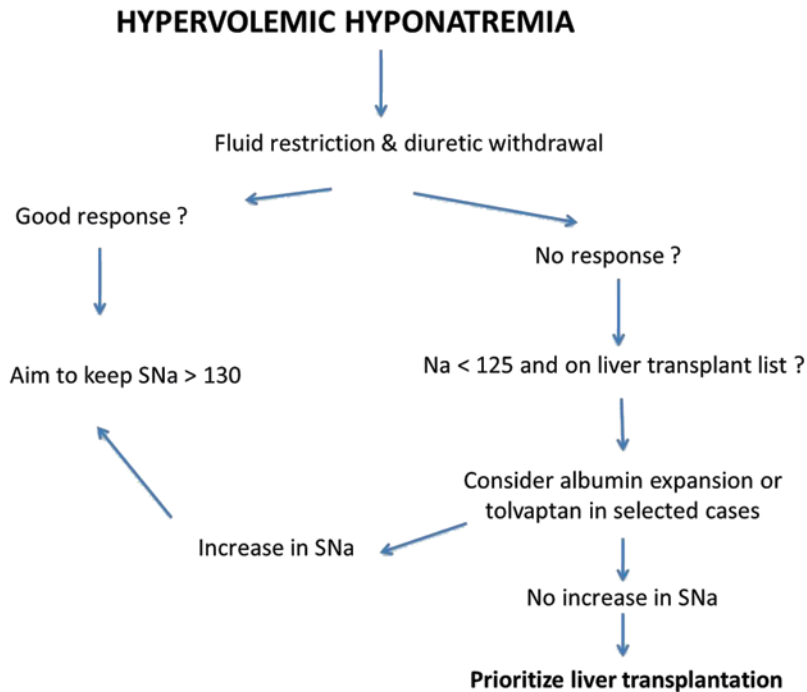 HYPERVOLEMIC HYPONATREMIA
Fluid restriction & diuretic withdrawal
Good response ?
No response ?
Aim to keep SNa > 130
Na < 125 and on liver transplant list ?
Consider albumin expansion or
tolvaptan in selected cases
Increase in SNa
No increase in SNa
Prioritize liver transplantation